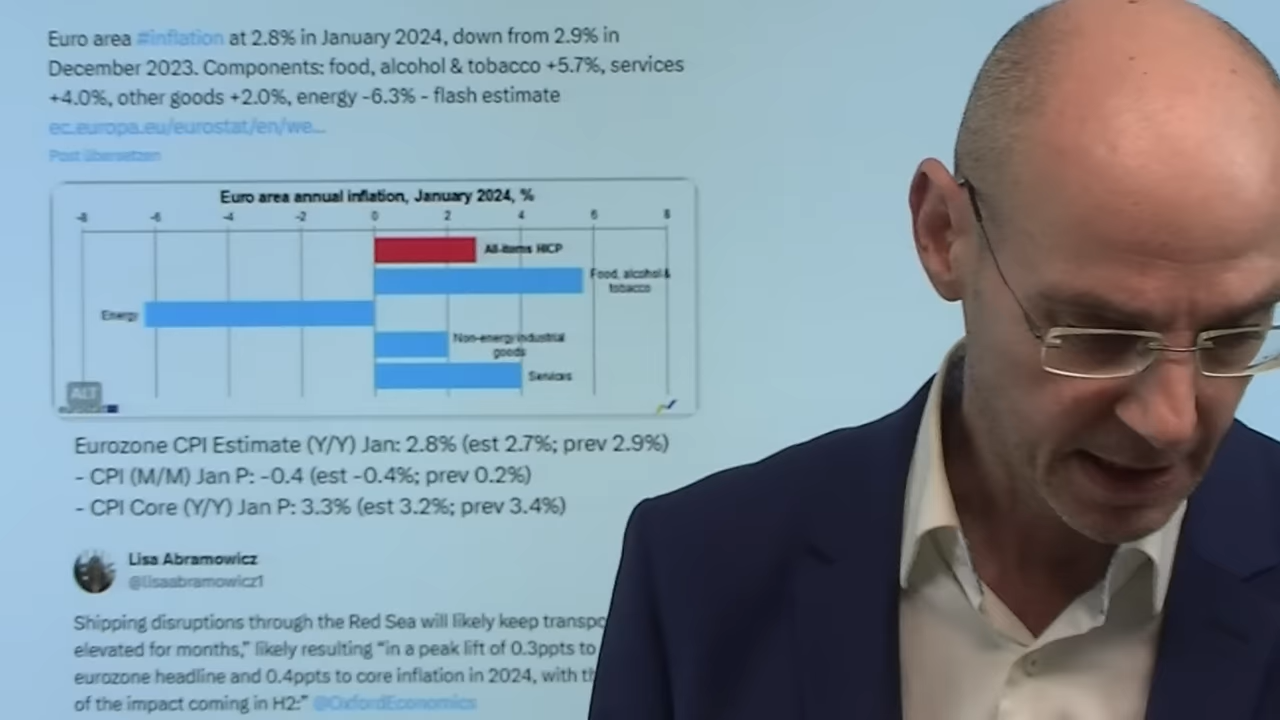 Euro area #inflation at 2.8% in January 2024, down from 2.9% in
December 2023. Components: food, alcohol & tobacco +5.7%, services
+4.0%, other goods +2.0%, energy -6.3% - flash estimate
ec.europa.eu/eurostat/en/we...
Post übersetzen
Euro area annual inflation, January 2024, %
-8 -6 -4 -2 0 2 4 6 8
All-items HICP
Food, alcohol &
tobacco
Energy
Non-energy industrial
goods
Services
ALT
eurostat
Eurozone CPI Estimate (Y/Y) Jan: 2.8% (est 2.7%; prev 2.9%)
- CPI (M/M) Jan P: -0.4 (est -0.4%; prev 0.2%)
- CPI Core (Y/Y) Jan P: 3.3% (est 3.2%; prev 3.4%)
Lisa Abramowicz
@lisaabramowicz1
Shipping disruptions through the Red Sea will likely keep transpo
elevated for months,” likely resulting “in a peak lift of 0.3ppts to
eurozone headline and 0.4ppts to core inflation in 2024, with th
of the impact coming in H2:” @OxfordEconomics